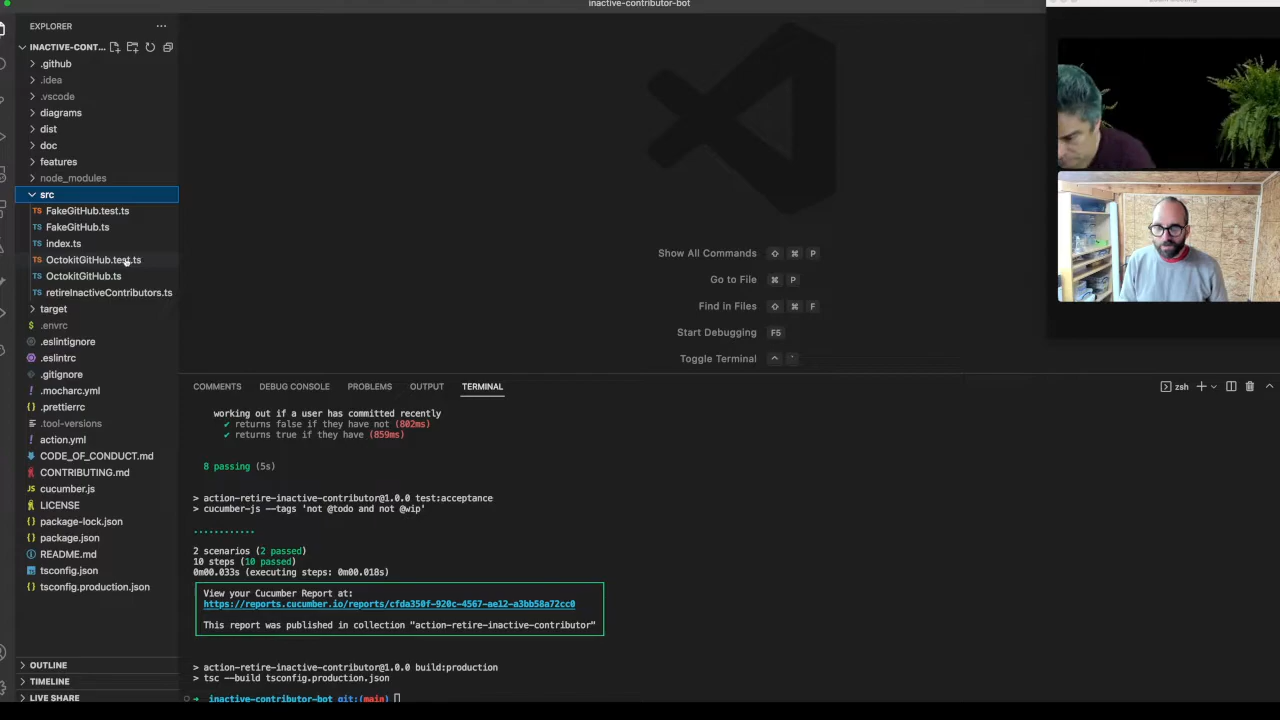 inactive-contributor-bot
EXPLORER
INACTIVE-CONT...
.github
.idea
.vscode
diagrams
dist
doc
features
node_modules
src
TS FakeGitHub.test.ts
TS FakeGitHub.ts
TS index.ts
TS OctokitGitHub.test.ts
TS OctokitGitHub.ts
TS retireInactiveContributors.ts
target
.envrc
.eslintignore
.eslintrc
.gitignore
.mocharc.yml
.prettierrc
.tool-versions
action.yml
CODE_OF_CONDUCT.md
CONTRIBUTING.md
JS cucumber.js
LICENSE
package-lock.json
package.json
README.md
tsconfig.json
tsconfig.production.json
OUTLINE
TIMELINE
LIVE SHARE
Show All Commands ⇧ ⌘ P
Go to File ⌘ P
Find in Files ⇧ ⌘ F
Start Debugging F5
Toggle Terminal ^ `
COMMENTS DEBUG CONSOLE PROBLEMS OUTPUT TERMINAL
zsh
working out if a user has committed recently
✔ returns false if they have not (802ms)
✔ returns true if they have (859ms)
8 passing (5s)
> action-retire-inactive-contributor@1.0.0 test:acceptance
> cucumber-js --tags 'not @todo and not @wip'
............
2 scenarios (2 passed)
10 steps (10 passed)
0m00.033s (executing steps: 0m00.018s)
View your Cucumber Report at:
https://reports.cucumber.io/reports/cfda350f-920c-4567-ae12-a3bb58a72cc0
This report was published in collection "action-retire-inactive-contributor"
> action-retire-inactive-contributor@1.0.0 build:production
> tsc --build tsconfig.production.json
→ inactive-contributor-bot git:(main)